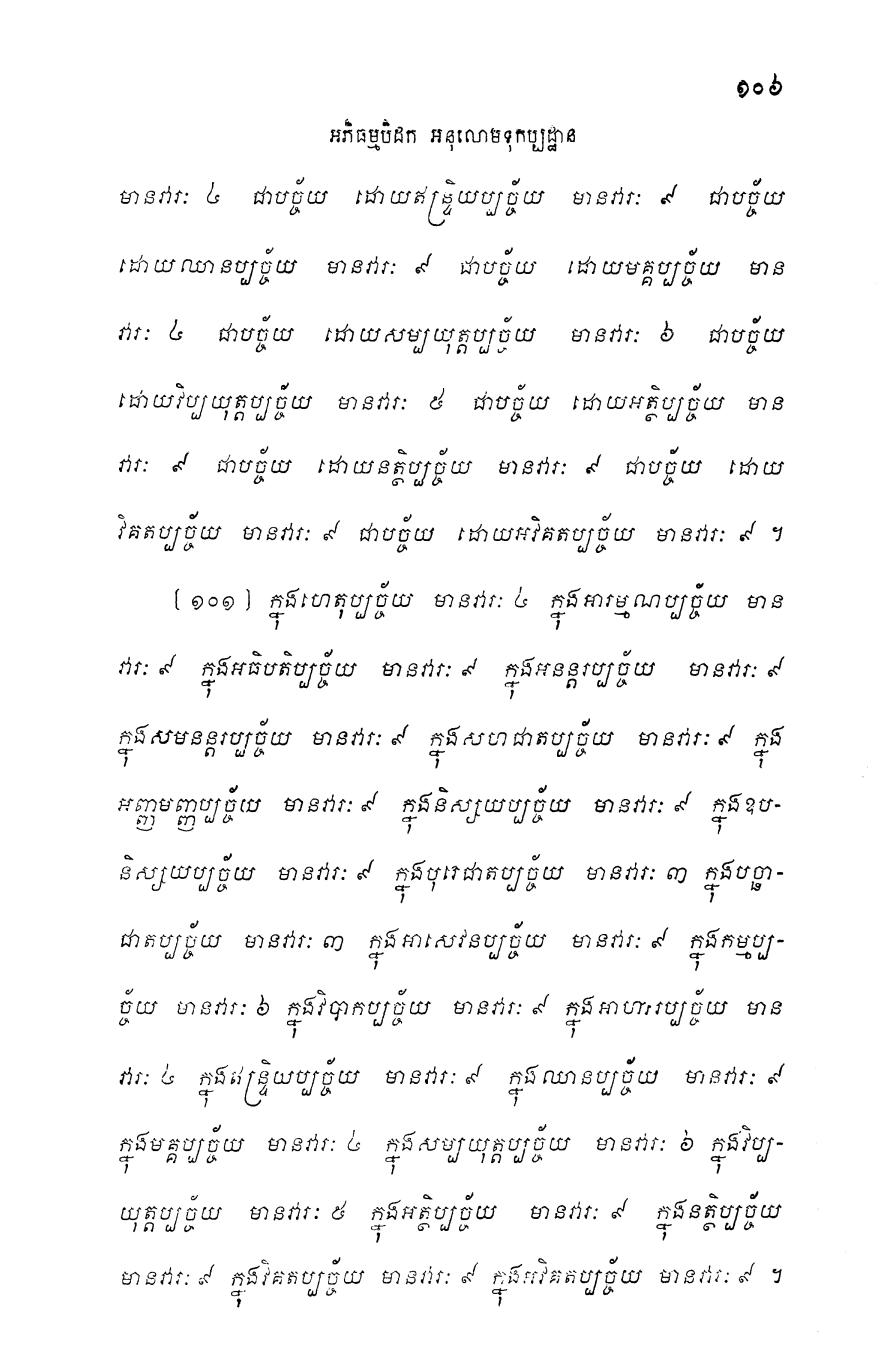 ១០៦
អភិធម្មបិដក អនុលោមទុកប្បដ្ឋាន
មានវារៈ ៤ ជាបច្ច័យ ដោយឥន្ទ្រិយប្បច្ច័យ មានវារៈ ៩ ជាបច្ច័យ
ដោយឈានប្បច្ច័យ មានវារៈ ៩ ជាបច្ច័យ ដោយមគ្គប្បច្ច័យ មាន
វារៈ ៤ ជាបច្ច័យ ដោយសម្បយុត្តប្បច្ច័យ មានវារៈ ៦ ជាបច្ច័យ
ដោយវិប្បយុត្តប្បច្ច័យ មានវារៈ ៥ ជាបច្ច័យ ដោយអត្ថិប្បច្ច័យ មាន
វារៈ ៩ ជាបច្ច័យ ដោយនត្ថិប្បច្ច័យ មានវារៈ ៩ ជាបច្ច័យ ដោយ
វិគតប្បច្ច័យ មានវារៈ ៩ ជាបច្ច័យ ដោយអវិគតប្បច្ច័យ មានវារៈ ៩ ។
[ ១០១ ] ក្នុងហេតុប្បច្ច័យ មានវារៈ ៤ ក្នុងអារម្មណប្បច្ច័យ មាន
វារៈ ៩ ក្នុងអធិបតិប្បច្ច័យ មានវារៈ ៩ ក្នុងអនន្តរប្បច្ច័យ មានវារៈ ៩
ក្នុងសមនន្តរប្បច្ច័យ មានវារៈ ៩ ក្នុងសហជាតប្បច្ច័យ មានវារៈ ៩ ក្នុង
អញ្ញមញ្ញប្បច្ច័យ មានវារៈ ៩ ក្នុងនិស្សយប្បច្ច័យ មានវារៈ ៩ ក្នុងឧប-
និស្សយប្បច្ច័យ មានវារៈ ៩ ក្នុងបុរេជាតប្បច្ច័យ មានវារៈ ៣ ក្នុងបច្ឆា-
ជាតប្បច្ច័យ មានវារៈ ៣ ក្នុងអាសេវនប្បច្ច័យ មានវារៈ ៩ ក្នុងកម្មប្ប-
ច្ច័យ មានវារៈ ៦ ក្នុងវិបាកប្បច្ច័យ មានវារៈ ៩ ក្នុងអាហារប្បច្ច័យ មាន
វារៈ ៤ ក្នុងឥន្ទ្រិយប្បច្ច័យ មានវារៈ ៩ ក្នុងឈានប្បច្ច័យ មានវារៈ ៩
ក្នុងមគ្គប្បច្ច័យ មានវារៈ ៤ ក្នុងសម្បយុត្តប្បច្ច័យ មានវារៈ ៦ ក្នុងវិប្ប-
យុត្តប្បច្ច័យ មានវារៈ ៥ ក្នុងអត្ថិប្បច្ច័យ មានវារៈ ៩ ក្នុងនត្ថិប្បច្ច័យ
មានវារៈ ៩ ក្នុងវិគតប្បច្ច័យ មានវារៈ ៩ ក្នុងអវិគតប្បច្ច័យ មានវារៈ ៩ ។